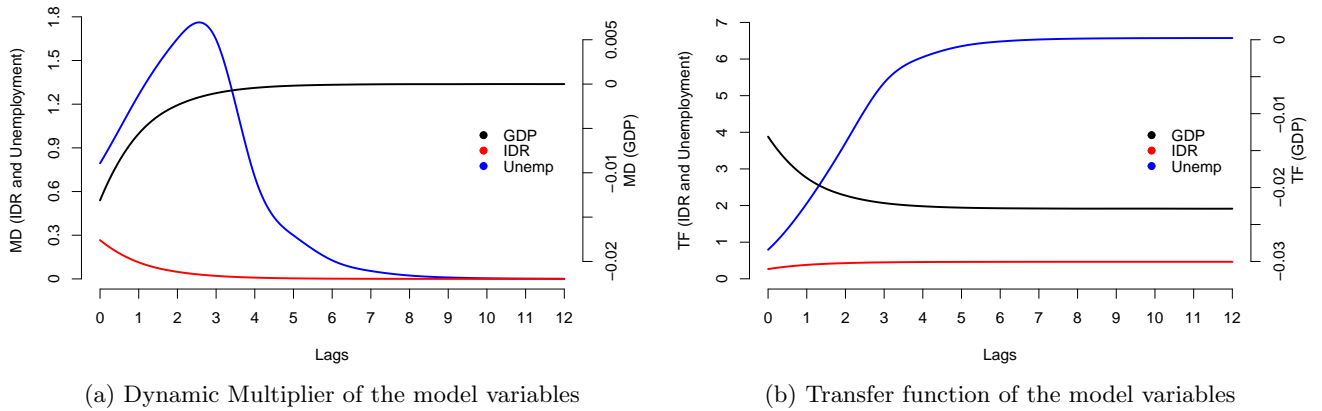 MD (IDR and Unemployment)
1.8
1.5
1.2
0.9
0.6
0.3
0
0.005
0
−0.01
−0.02
MD (GDP)
GDP
IDR
Unemp
0 1 2 3 4 5 6 7 8 9 10 11 12
Lags
(a) Dynamic Multiplier of the model variables
TF (IDR and Unemployment)
7
6
5
4
3
2
1
0
0
−0.01
−0.02
−0.03
TF (GDP)
GDP
IDR
Unemp
0 1 2 3 4 5 6 7 8 9 10 11 12
Lags
(b) Transfer function of the model variables